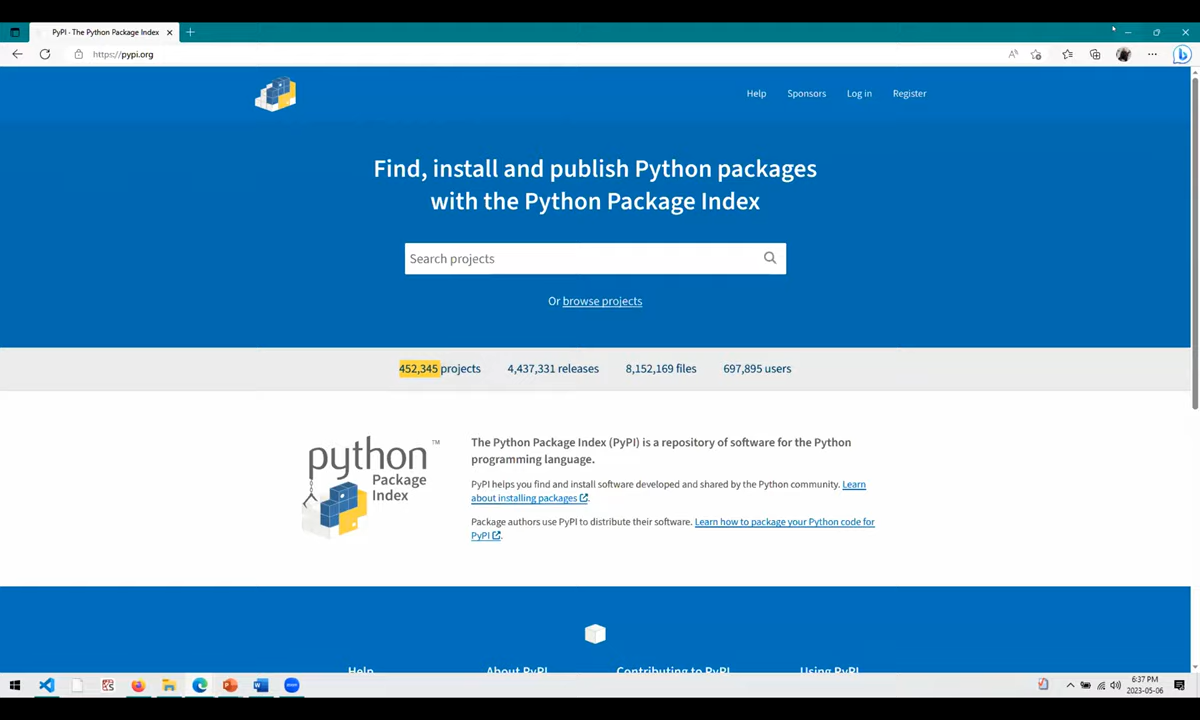 PyPI - The Python Package Index
https://pypi.org
Help Sponsors Log in Register
Find, install and publish Python packages
with the Python Package Index
Search projects
Or browse projects
452,345 projects 4,437,331 releases 8,152,169 files 697,895 users
python™
Package
Index
The Python Package Index (PyPI) is a repository of software for the Python
programming language.
PyPI helps you find and install software developed and shared by the Python community. Learn
about installing packages.
Package authors use PyPI to distribute their software. Learn how to package your Python code for
PyPI.
Help About PyPI Contributing to PyPI Using PyPI
6:37 PM
2023-05-06